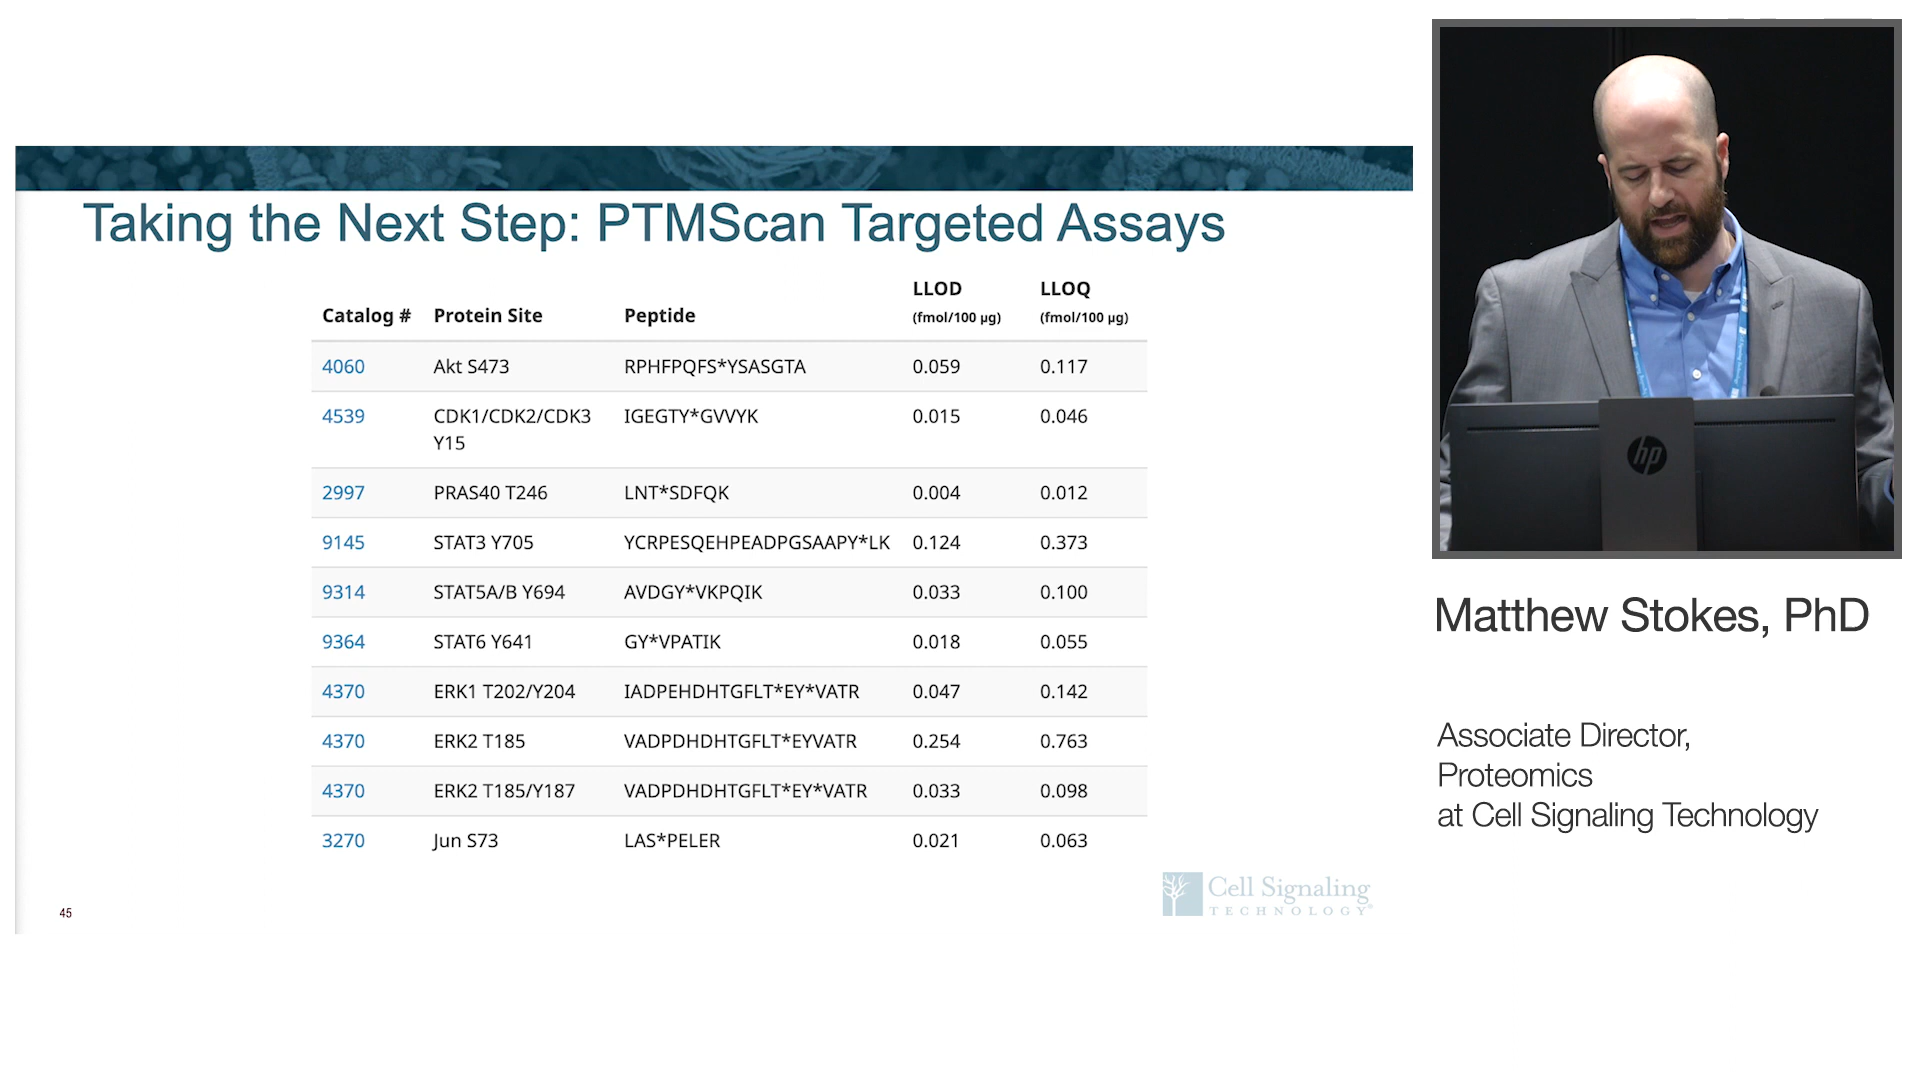 Taking the Next Step: PTMScan Targeted Assays
Catalog # Protein Site Peptide LLOD (fmol/100 µg) LLOQ (fmol/100 µg)
4060 Akt S473 RPHFPQFS*YSASGTA 0.059 0.117
4539 CDK1/CDK2/CDK3 IGEGTY*GVVYK 0.015 0.046
Y15
2997 PRAS40 T246 LNT*SDFQK 0.004 0.012
9145 STAT3 Y705 YCRPESQEHPEADPGSAAPY*LK 0.124 0.373
9314 STAT5A/B Y694 AVDGY*VKPQIK 0.033 0.100
9364 STAT6 Y641 GY*VPATIK 0.018 0.055
4370 ERK1 T202/Y204 IADPEHDHTGFLT*EY*VATR 0.047 0.142
4370 ERK2 T185 VADPDHDHTGFLT*EYVATR 0.254 0.763
4370 ERK2 T185/Y187 VADPDHDHTGFLT*EY*VATR 0.033 0.098
3270 Jun S73 LAS*PELER 0.021 0.063
Cell Signaling
TECHNOLOGY®
45
hp
Matthew Stokes, PhD
Associate Director,
Proteomics
at Cell Signaling Technology